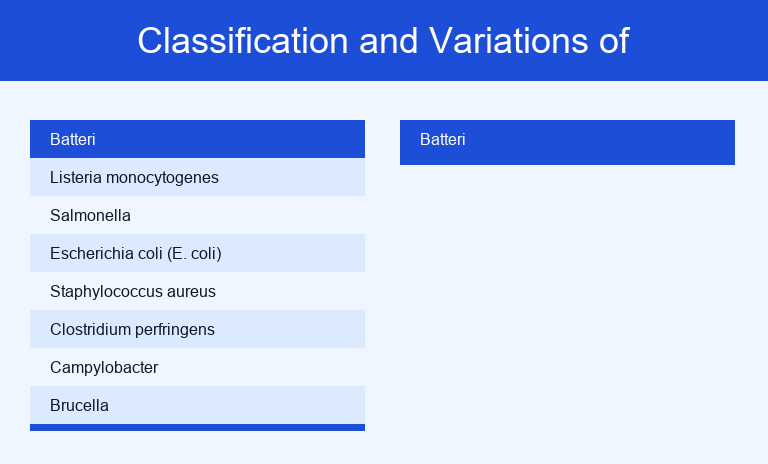 Classification and Variations of
Batteri
Listeria monocytogenes
Salmonella
Escherichia coli (E. coli)
Staphylococcus aureus
Clostridium perfringens
Campylobacter
Brucella
Batteri